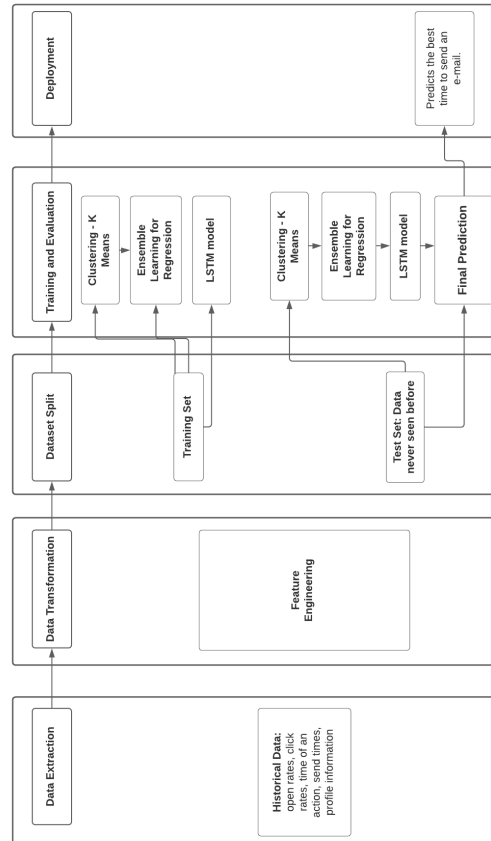 Data Extraction
Historical Data:
open rates, click
rates, time of an
action, send times,
profile information
Data Transformation
Feature
Engineering
Dataset Split
Training Set
Test Set: Data
never seen before
Training and Evaluation
Clustering - K
Means
Ensemble
Learning for
Regression
LSTM model
Clustering - K
Means
Ensemble
Learning for
Regression
LSTM model
Final Prediction
Deployment
Predicts the best
time to send an
e-mail.